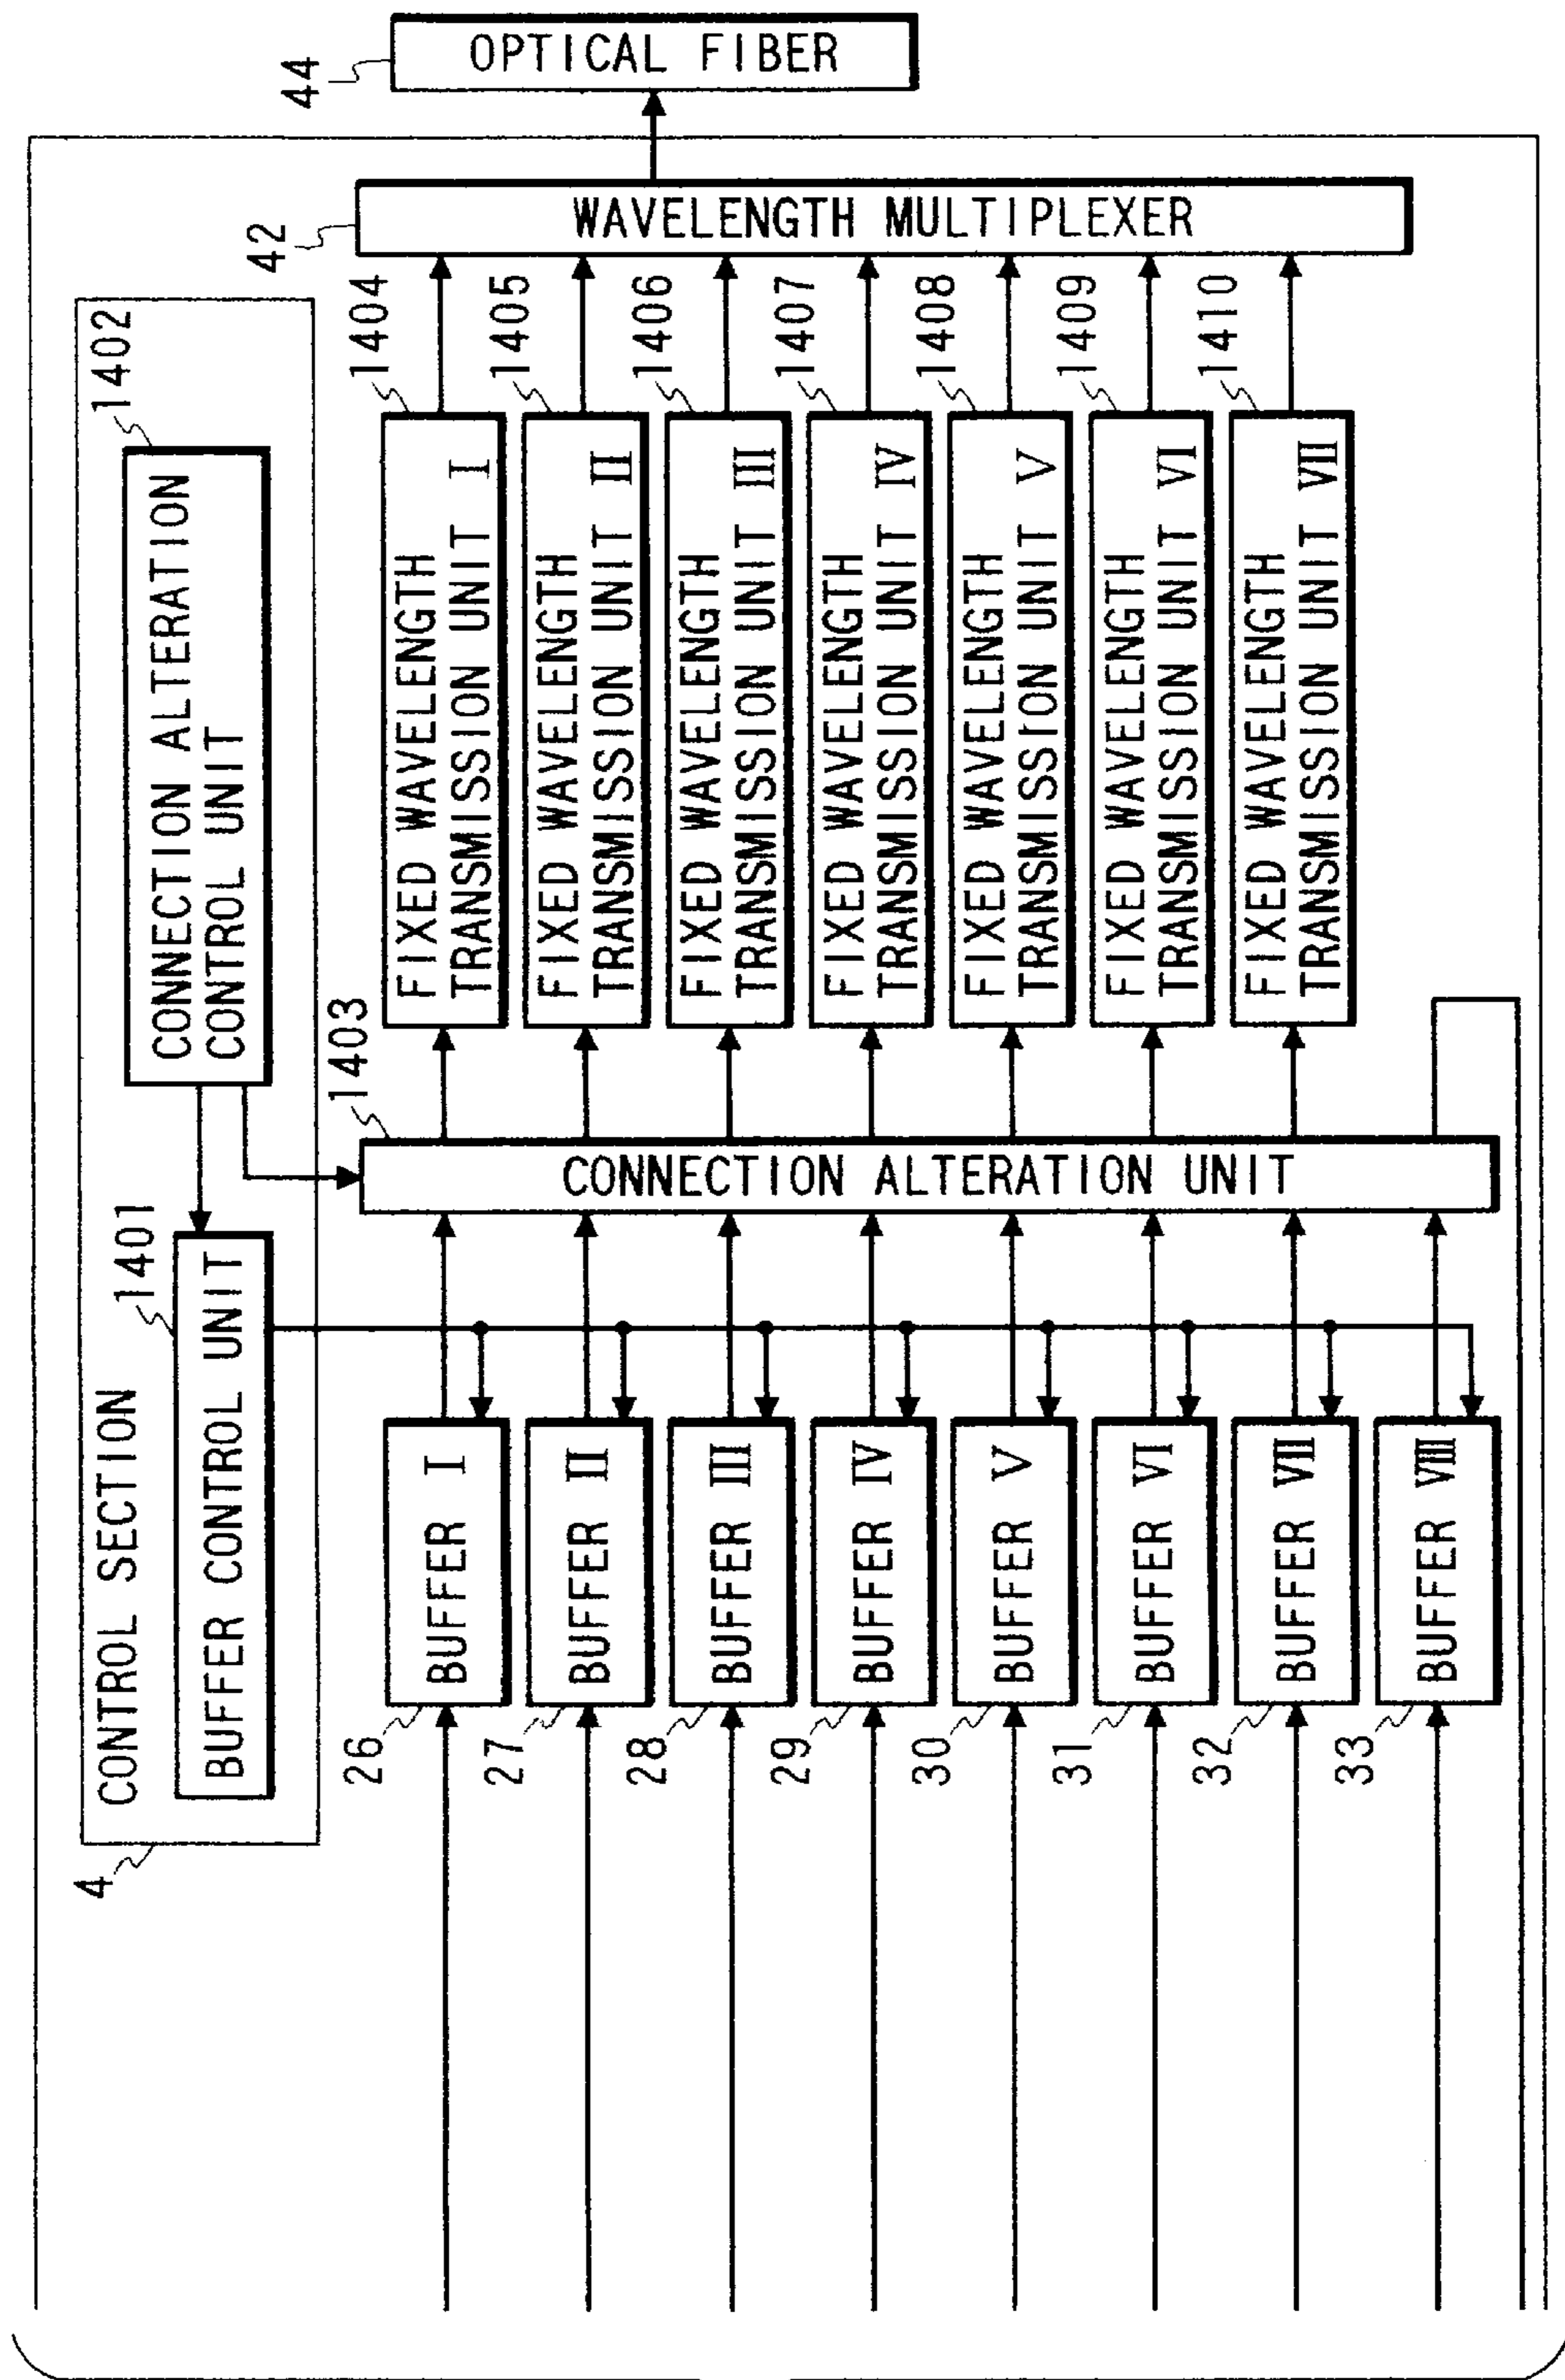 CONTROL SECTION
4
1401
BUFFER CONTROL UNIT
1402
CONNECTION ALTERATION
CONTROL UNIT
26
BUFFER I
27
BUFFER II
28
BUFFER III
29
BUFFER IV
30
BUFFER V
31
BUFFER VI
32
BUFFER VII
33
BUFFER VIII
1403
CONNECTION ALTERATION UNIT
1404
FIXED WAVELENGTH
TRANSMISSION UNIT I
1405
FIXED WAVELENGTH
TRANSMISSION UNIT II
1406
FIXED WAVELENGTH
TRANSMISSION UNIT III
1407
FIXED WAVELENGTH
TRANSMISSION UNIT IV
1408
FIXED WAVELENGTH
TRANSMISSION UNIT V
1409
FIXED WAVELENGTH
TRANSMISSION UNIT VI
1410
FIXED WAVELENGTH
TRANSMISSION UNIT VII
42
WAVELENGTH MULTIPLEXER
44
OPTICAL FIBER